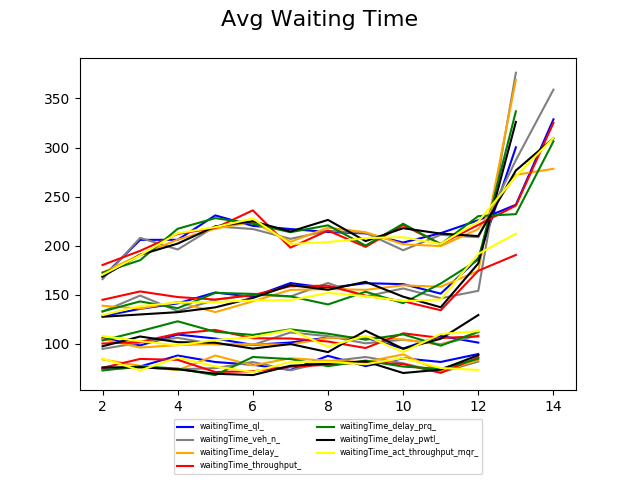 Avg Waiting Time
350
300
250
200
150
100
2 4 6 8 10 12 14
waitingTime_ql_
waitingTime_veh_n_
waitingTime_delay_
waitingTime_throughput_
waitingTime_delay_prq_
waitingTime_delay_pwtl_
waitingTime_act_throughput_mqr_